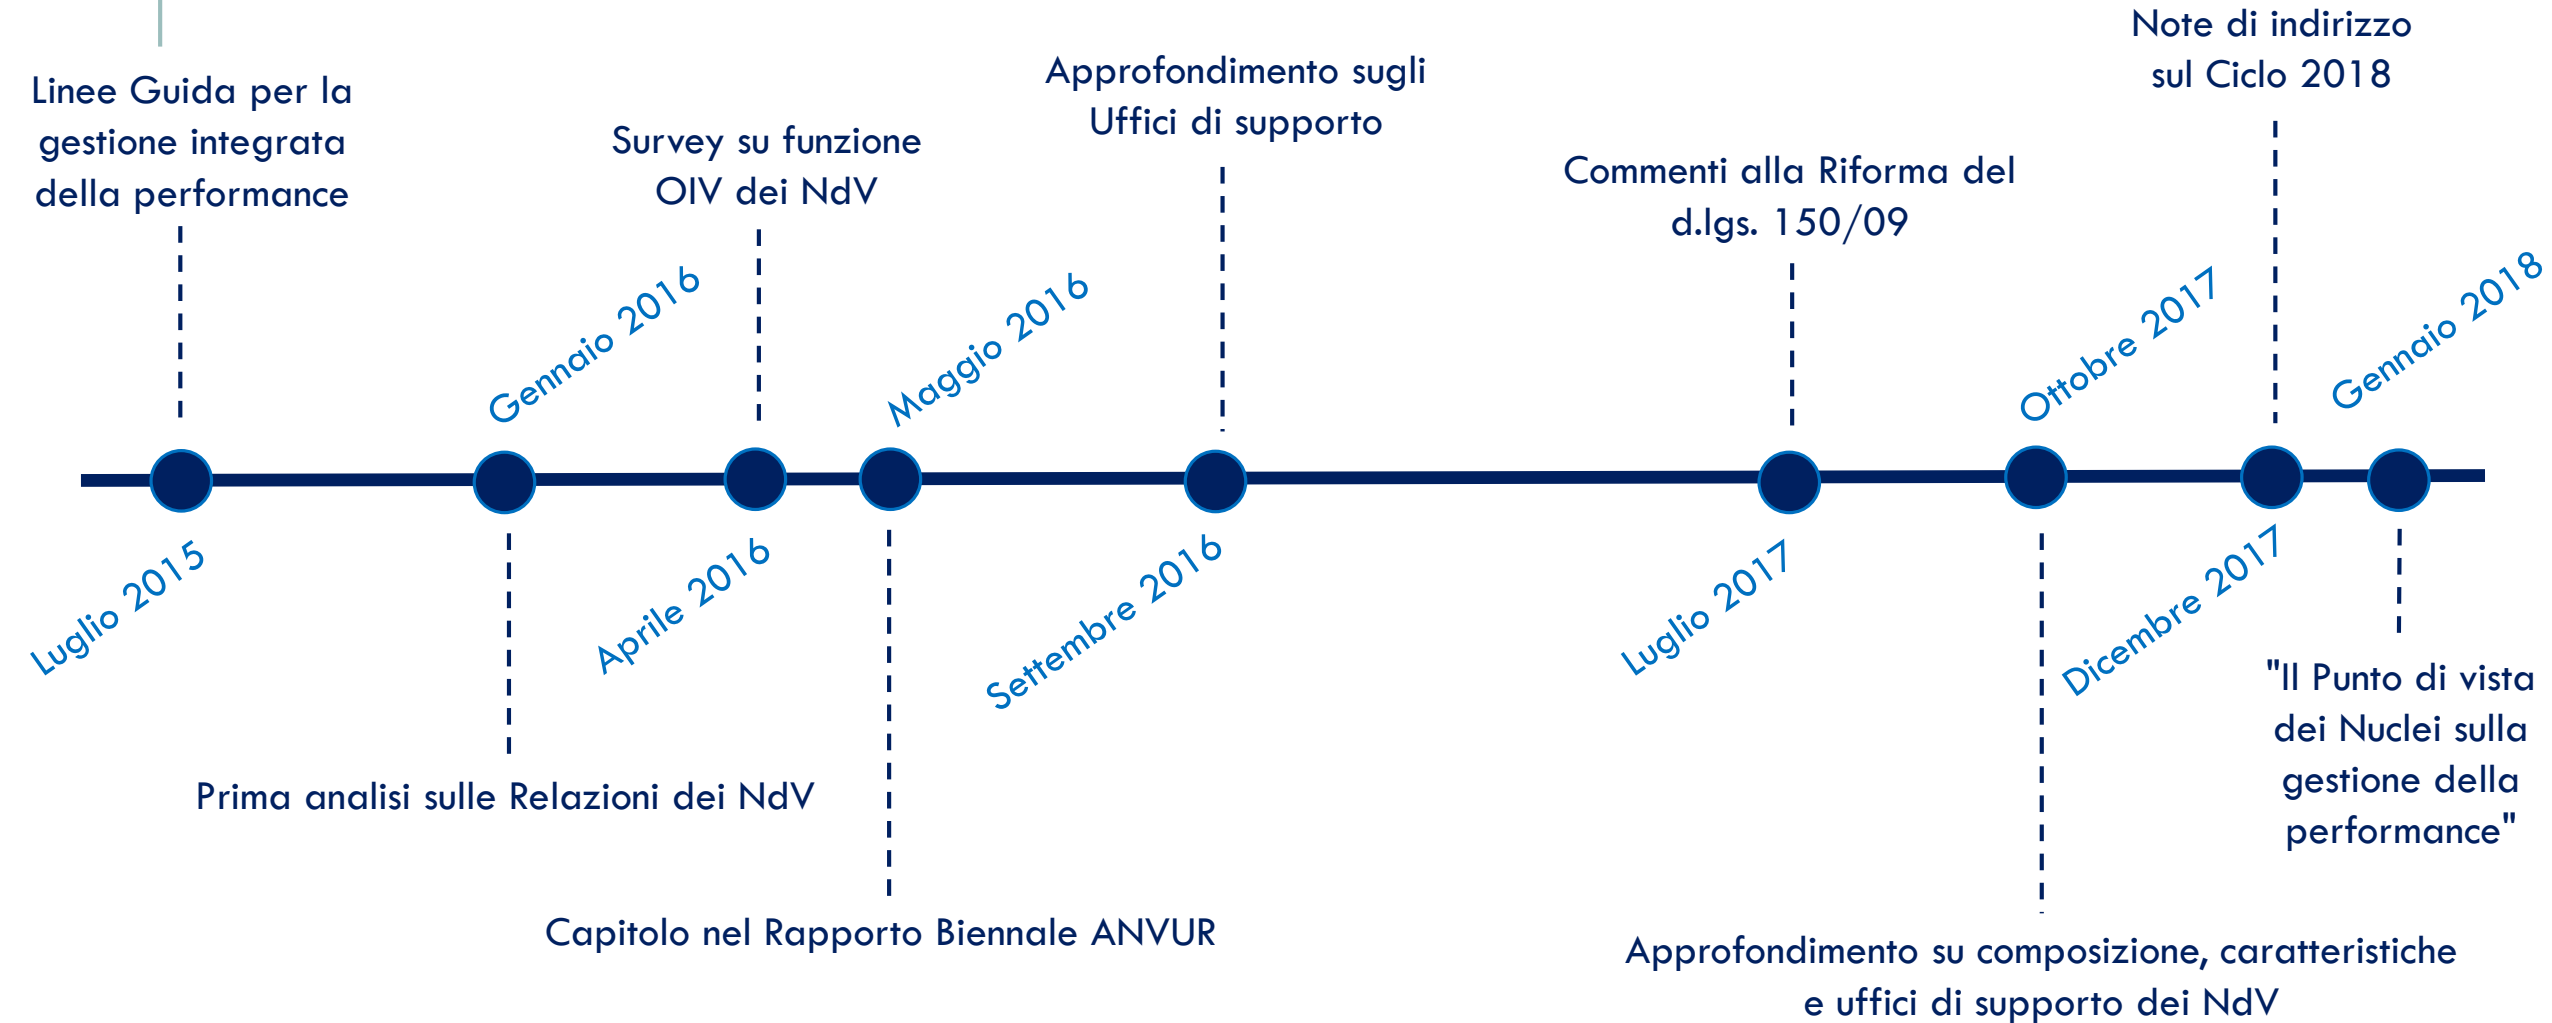 Linee Guida per la
gestione integrata
della performance
Luglio 2015
Gennaio 2016
Prima analisi sulle Relazioni dei NdV
Survey su funzione
OIV dei NdV
Aprile 2016
Maggio 2016
Capitolo nel Rapporto Biennale ANVUR
Approfondimento sugli
Uffici di supporto
Settembre 2016
Commenti alla Riforma del
d.lgs. 150/09
Luglio 2017
Ottobre 2017
Approfondimento su composizione, caratteristiche
e uffici di supporto dei NdV
Note di indirizzo
sul Ciclo 2018
Dicembre 2017
Gennaio 2018
"Il Punto di vista
dei Nuclei sulla
gestione della
performance"